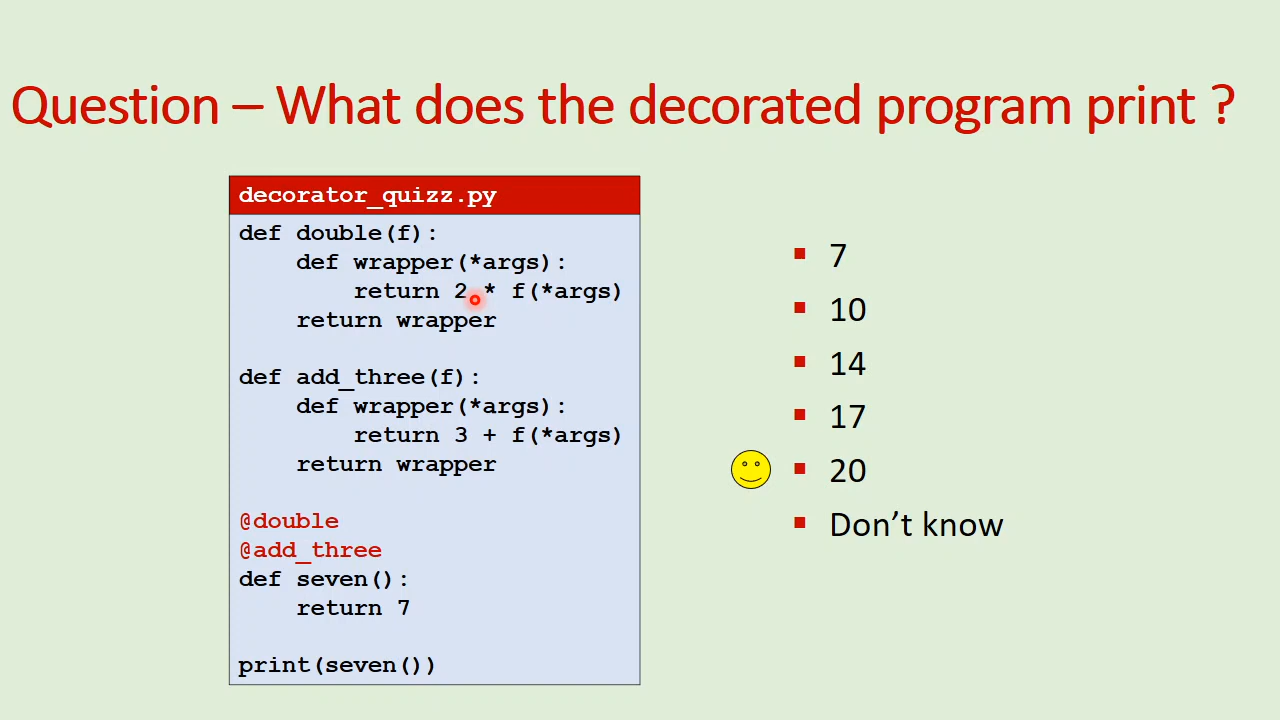 Question – What does the decorated program print ?
decorator_quizz.py
def double(f):
    def wrapper(*args):
        return 2 * f(*args)
    return wrapper
def add_three(f):
    def wrapper(*args):
        return 3 + f(*args)
    return wrapper
@double
@add_three
def seven():
    return 7
print(seven())
7
10
14
17
20
Don’t know